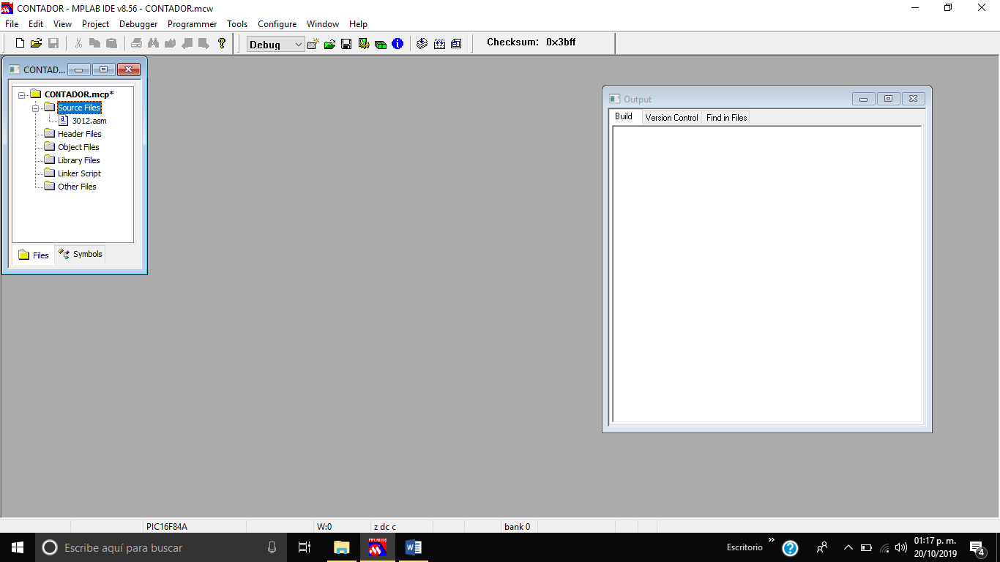 CONTADOR - MPLAB IDE v8.56 - CONTADOR.mcw
File Edit View Project Debugger Programmer Tools Configure Window Help
Debug
Checksum: 0x3bff
CONTAD...
CONTADOR.mcp*
Source Files
3012.asm
Header Files
Object Files
Library Files
Linker Script
Other Files
Files Symbols
Output
Build Version Control Find in Files
PIC16F84A W:0 z dc c bank 0
Escribe aquí para buscar
MPLAB IDE
Escritorio
01:17 p. m.
20/10/2019
4